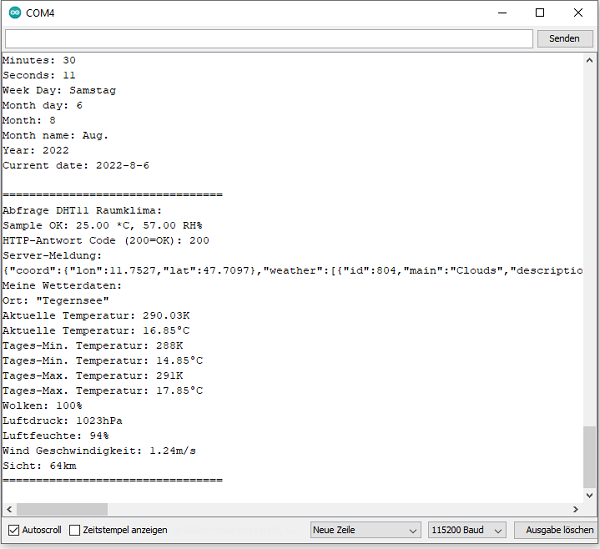 COM4
Senden
Minutes: 30
Seconds: 11
Week Day: Samstag
Month day: 6
Month: 8
Month name: Aug.
Year: 2022
Current date: 2022-8-6
=================================
Abfrage DHT11 Raumklima:
Sample OK: 25.00 *C, 57.00 RH%
HTTP-Antwort Code (200=OK): 200
Server-Meldung:
{"coord":{"lon":11.7527,"lat":47.7097},"weather":[{"id":804,"main":"Clouds","descriptio
Meine Wetterdaten:
Ort: "Tegernsee"
Aktuelle Temperatur: 290.03K
Aktuelle Temperatur: 16.85°C
Tages-Min. Temperatur: 288K
Tages-Min. Temperatur: 14.85°C
Tages-Max. Temperatur: 291K
Tages-Max. Temperatur: 17.85°C
Wolken: 100%
Luftdruck: 1023hPa
Luftfeuchte: 94%
Wind Geschwindigkeit: 1.24m/s
Sicht: 64km
=================================
Autoscroll Zeitstempel anzeigen Neue Zeile 115200 Baud Ausgabe löschen